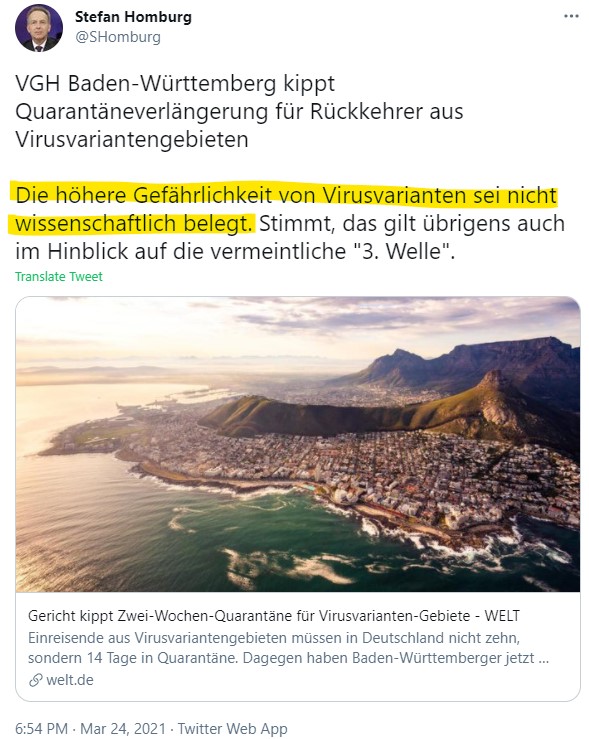 Stefan Homburg
@SHomburg
VGH Baden-Württemberg kippt
Quarantäneverlängerung für Rückkehrer aus
Virusvariantengebieten
Die höhere Gefährlichkeit von Virusvarianten sei nicht
wissenschaftlich belegt. Stimmt, das gilt übrigens auch
im Hinblick auf die vermeintliche "3. Welle".
Translate Tweet
Gericht kippt Zwei-Wochen-Quarantäne für Virusvarianten-Gebiete - WELT
Einreisende aus Virusvariantengebieten müssen in Deutschland nicht zehn,
sondern 14 Tage in Quarantäne. Dagegen haben Baden-Württemberger jetzt ...
welt.de
6:54 PM · Mar 24, 2021 · Twitter Web App